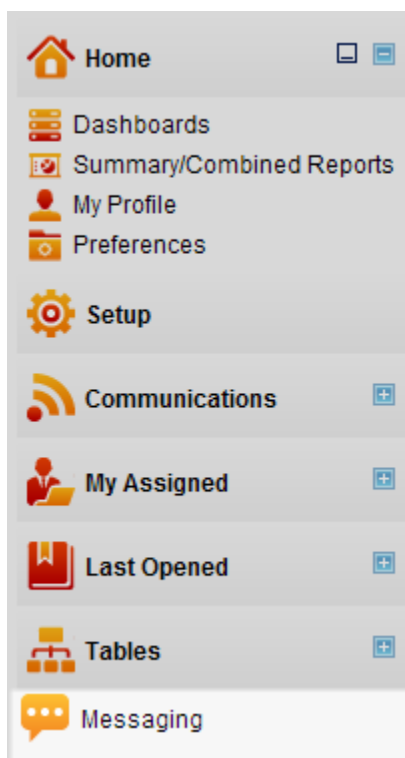 Home
Dashboards
Summary/Combined Reports
My Profile
Preferences
Setup
Communications
My Assigned
Last Opened
Tables
Messaging